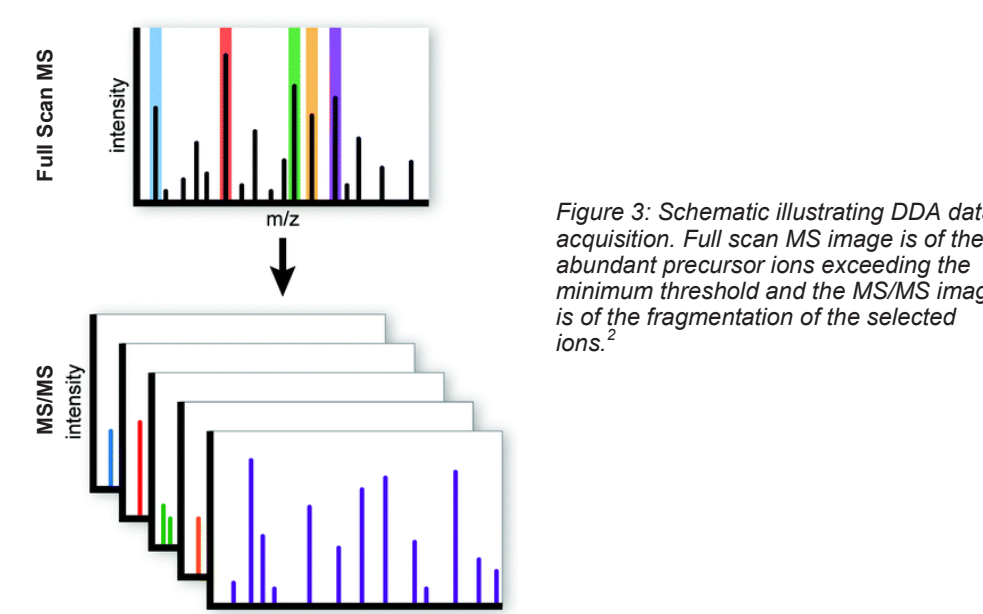 Full Scan MS
intensity
m/z
Figure 3: Schematic illustrating DDA dat
acquisition. Full scan MS image is of the
abundant precursor ions exceeding the
minimum threshold and the MS/MS imag
is of the fragmentation of the selected
ions.2
MS/MS
intensity